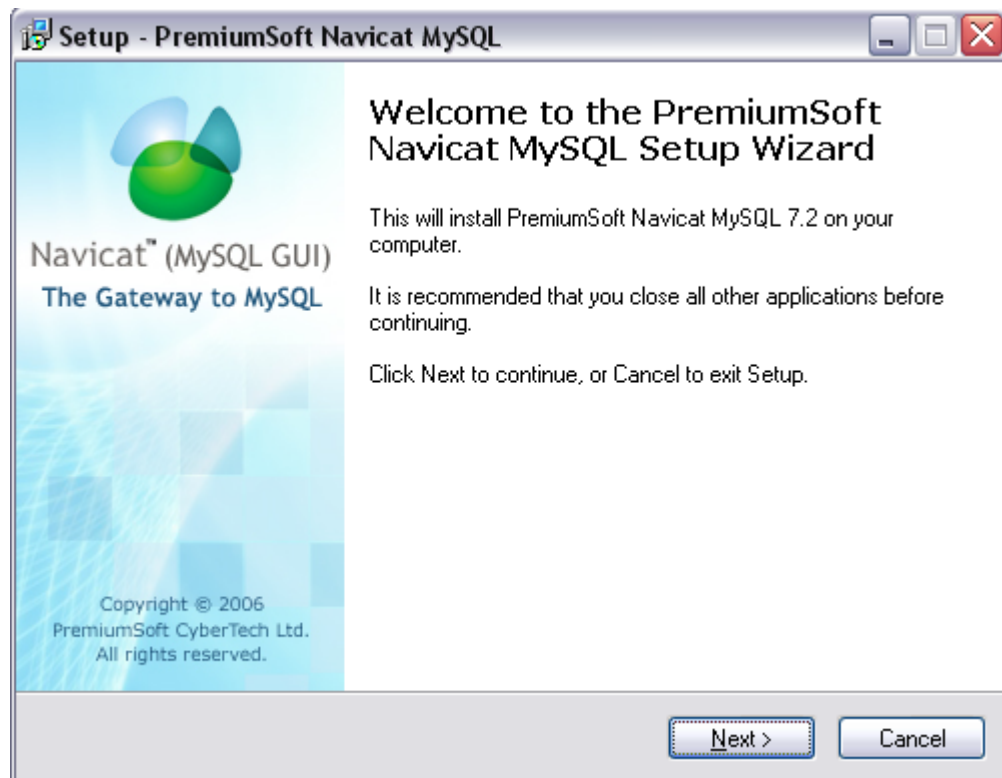 Setup - PremiumSoft Navicat MySQL
Navicat™ (MySQL GUI)
The Gateway to MySQL
Copyright © 2006
PremiumSoft CyberTech Ltd.
All rights reserved.
Welcome to the PremiumSoft
Navicat MySQL Setup Wizard
This will install PremiumSoft Navicat MySQL 7.2 on your
computer.
It is recommended that you close all other applications before
continuing.
Click Next to continue, or Cancel to exit Setup.
Next >
Cancel